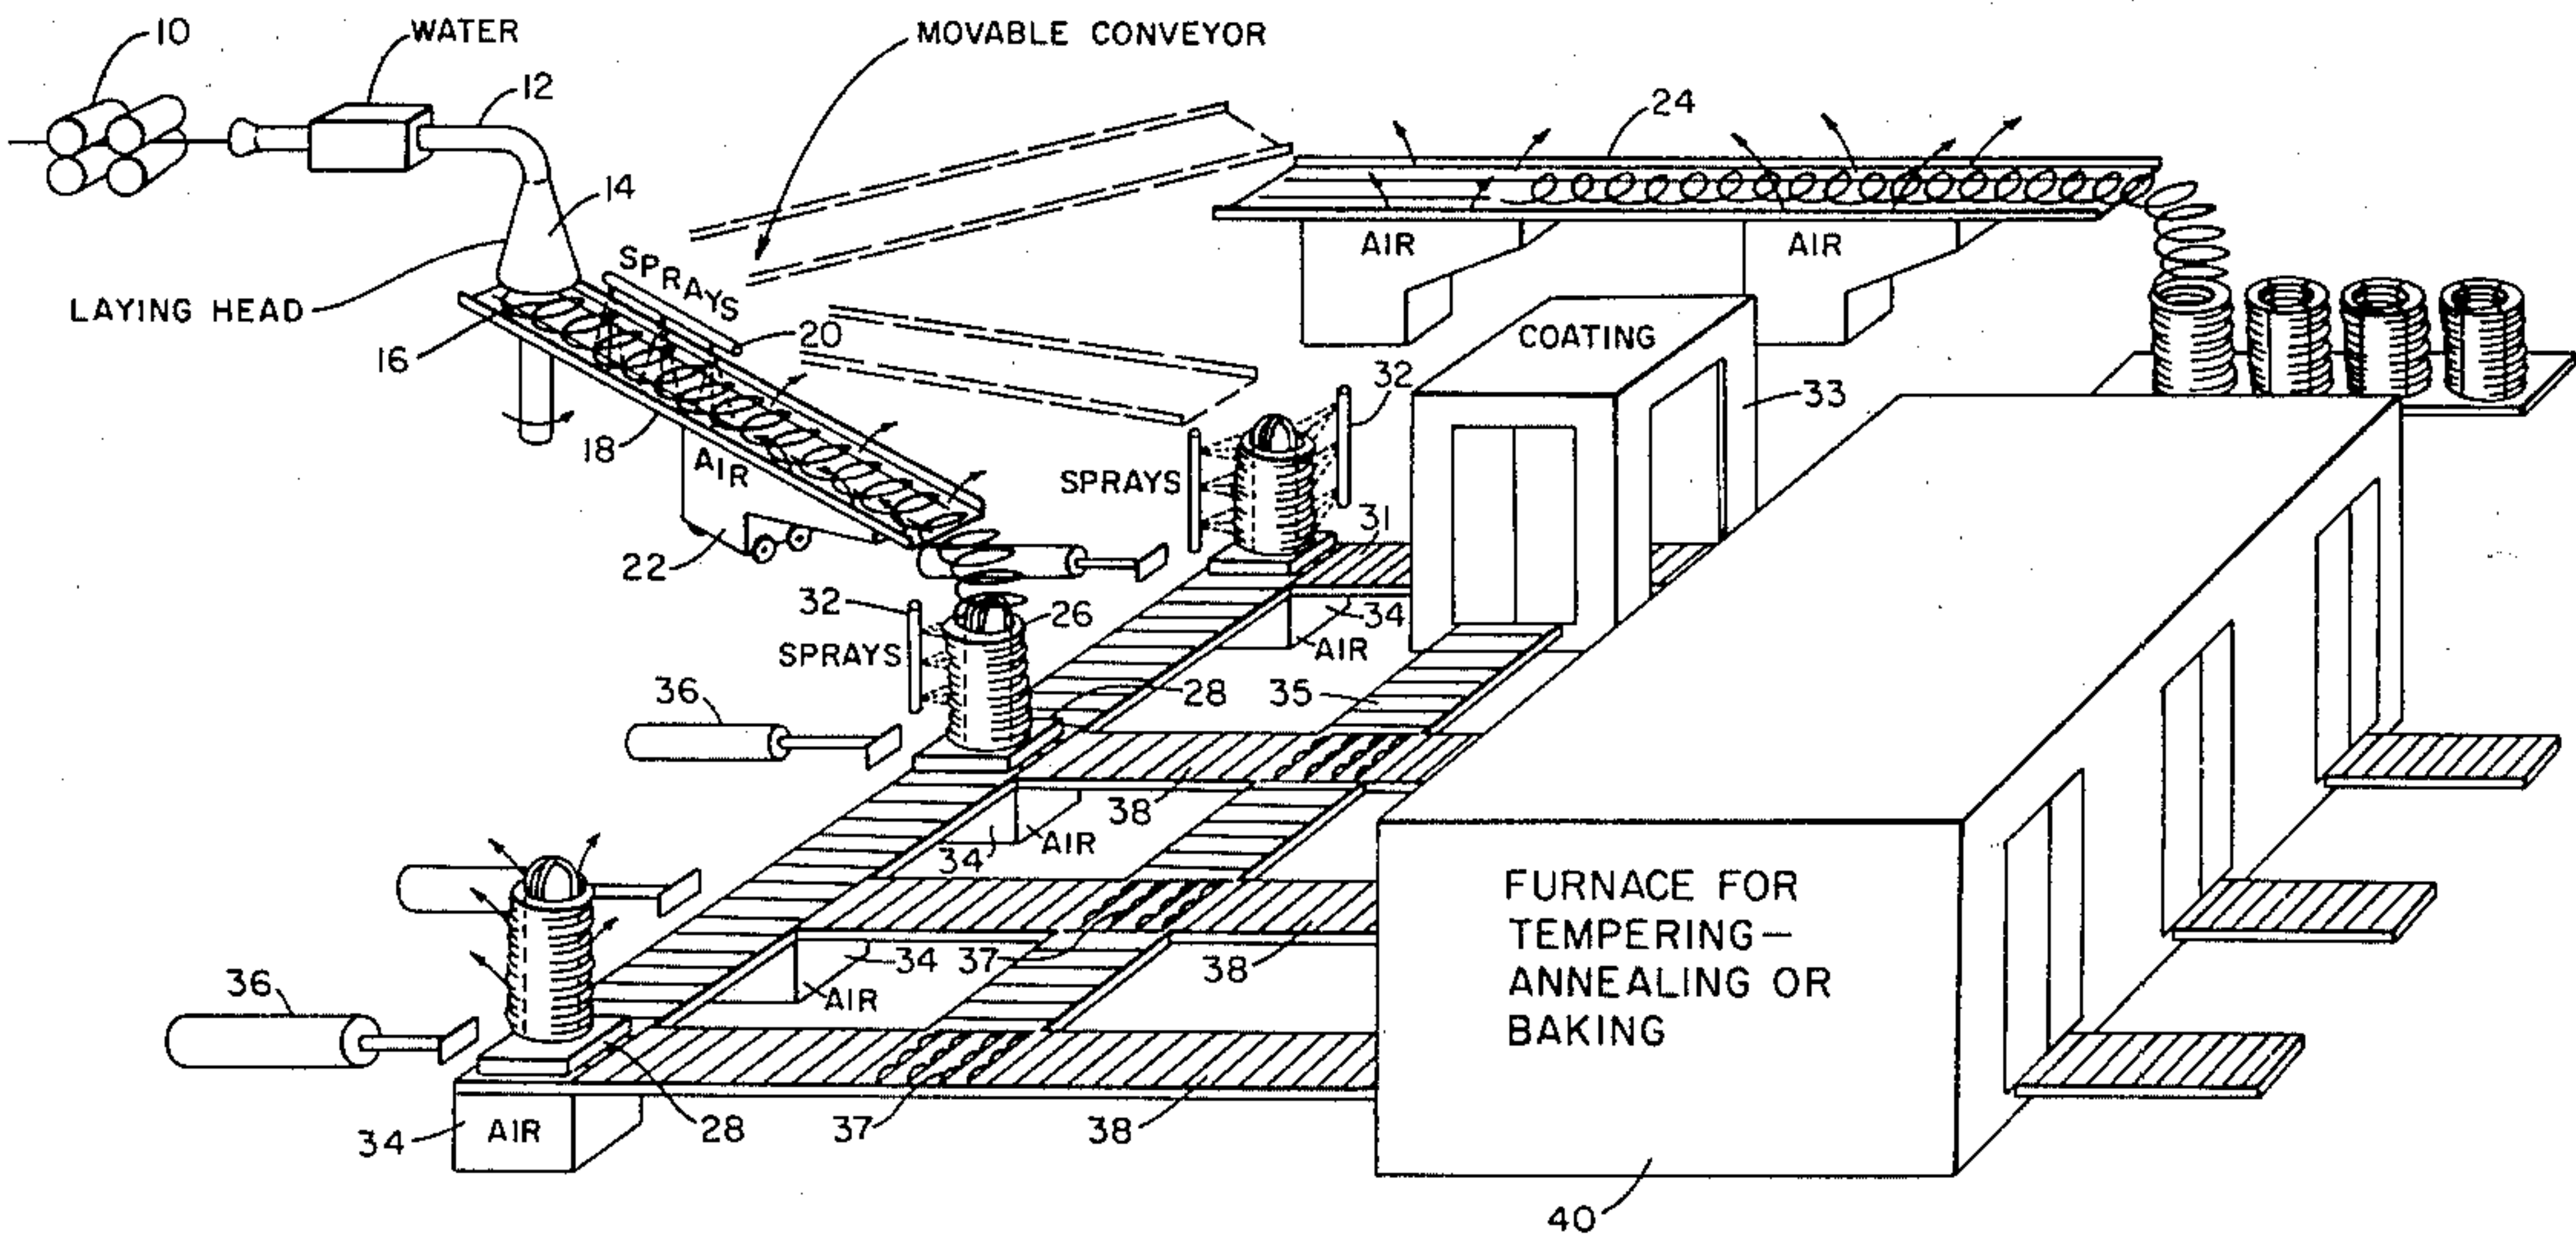 10
WATER
MOVABLE CONVEYOR
12
24
14
SPRAYS
AIR
AIR
LAYING HEAD
20
COATING
16
32
33
18
AIR
SPRAYS
31
22
32
26
34
AIR
SPRAYS
28
35
36
38
34
AIR
34
37
38
AIR
36
FURNACE FOR
TEMPERING—
ANNEALING OR
BAKING
34
AIR
28
37
38
40